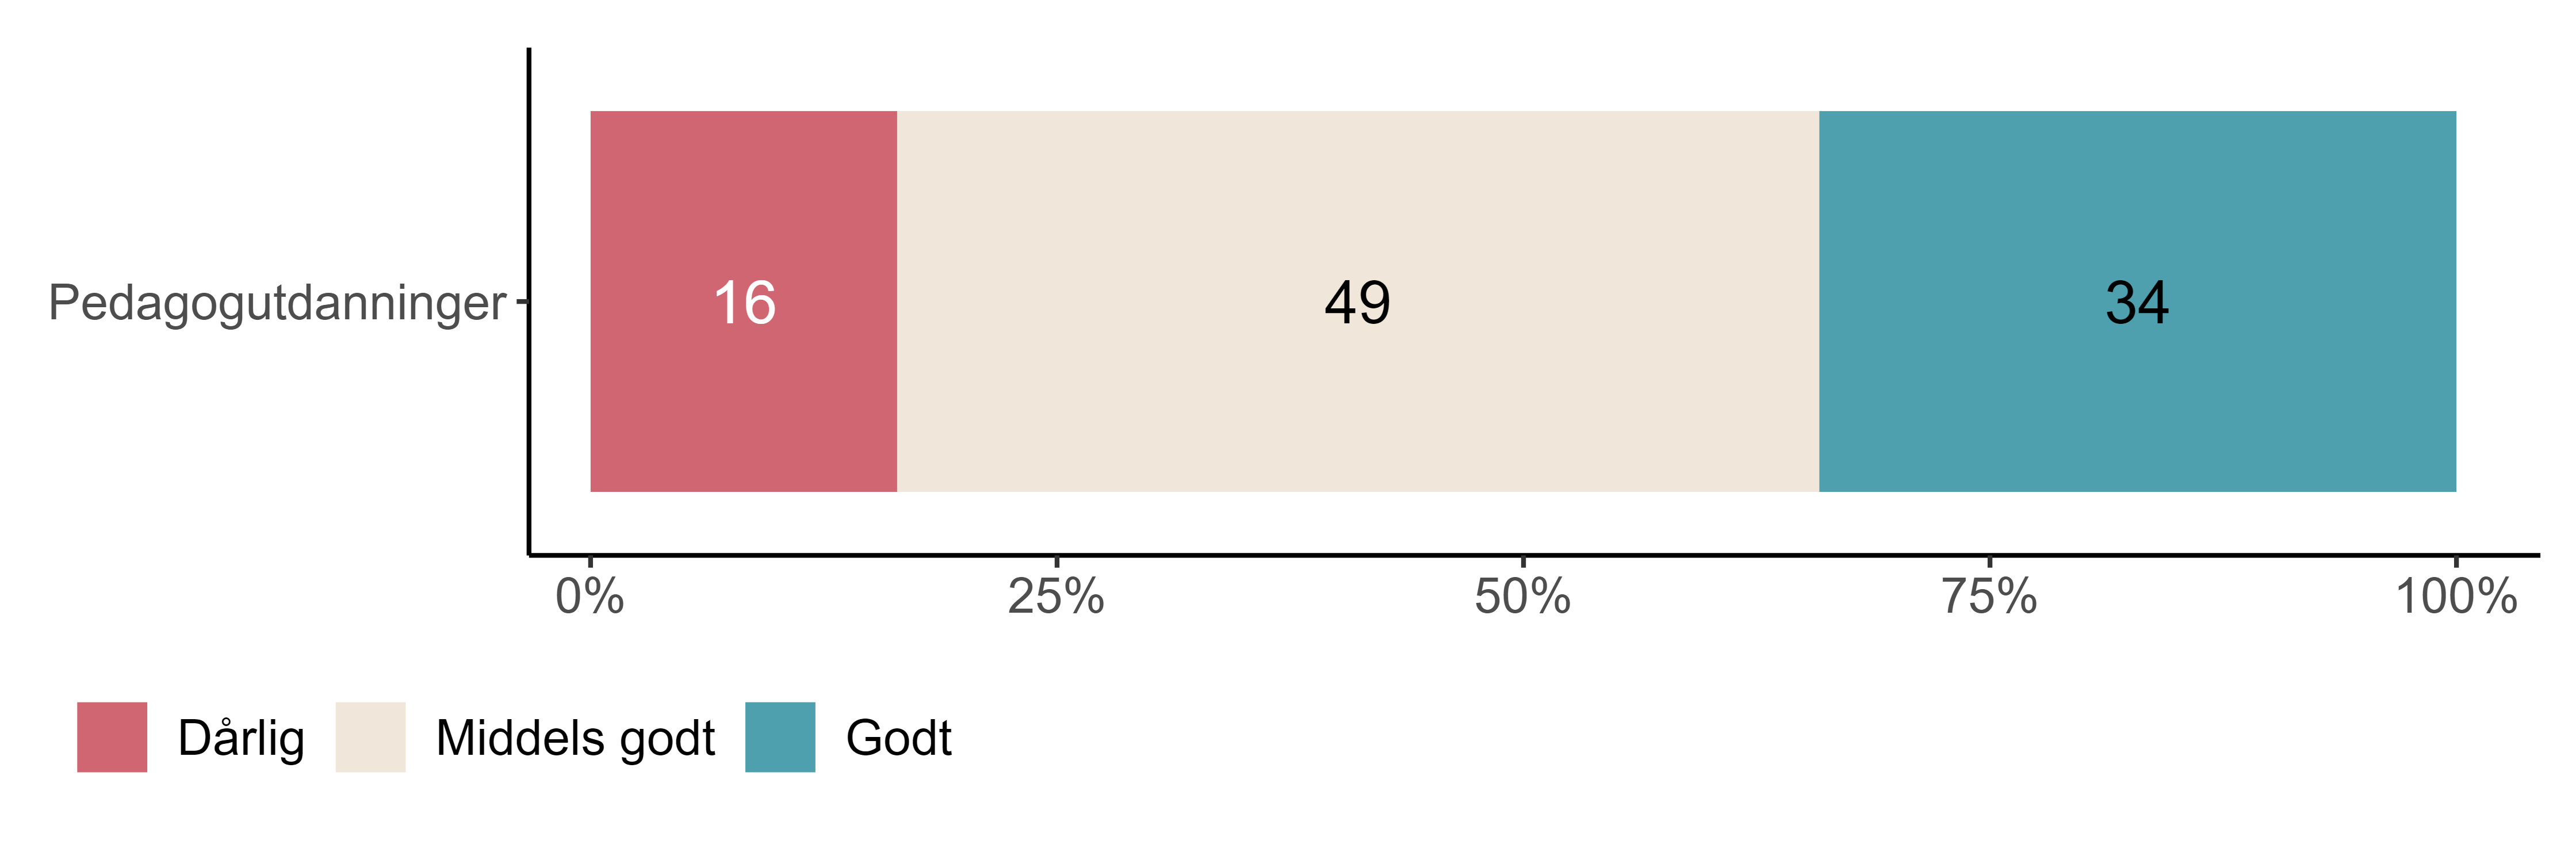 Pedagogutdanninger
16 49 34
0% 25% 50% 75% 100%
Dårlig Middels godt Godt